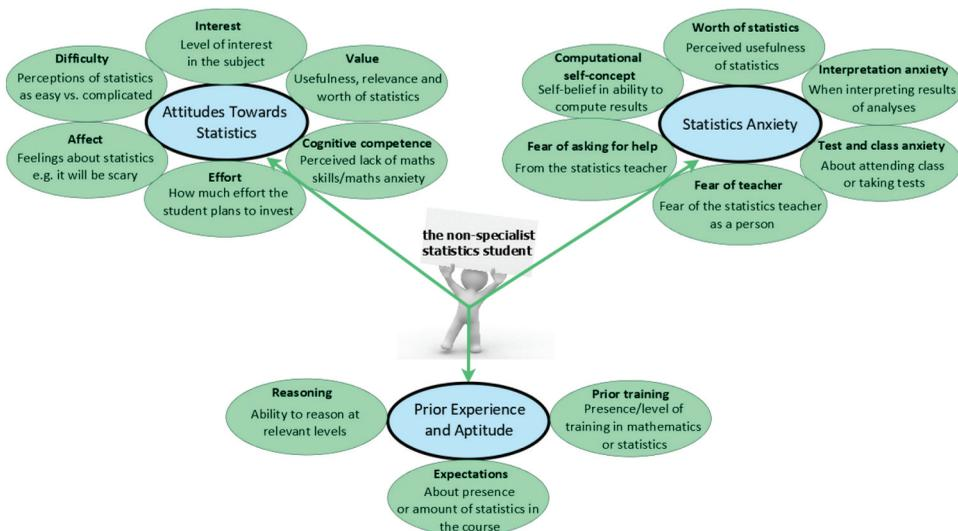 Interest
Level of interest
in the subject
Difficulty
Perceptions of statistics
as easy vs. complicated
Value
Usefulness, relevance and
worth of statistics
Attitudes Towards
Statistics
Affect
Feelings about statistics
e.g. it will be scary
Cognitive competence
Perceived lack of maths
skills/maths anxiety
Effort
How much effort the
student plans to invest
Worth of statistics
Perceived usefulness
of statistics
Computational
self-concept
Self-belief in ability to
compute results
Interpretation anxiety
When interpreting results
of analyses
Statistics Anxiety
Fear of asking for help
From the statistics teacher
Test and class anxiety
About attending class
or taking tests
Fear of teacher
Fear of the statistics teacher
as a person
the non-specialist
statistics student
Reasoning
Ability to reason at
relevant levels
Prior Experience
and Aptitude
Prior training
Presence/level of
training in mathematics
or statistics
Expectations
About presence
or amount of statistics in
the course